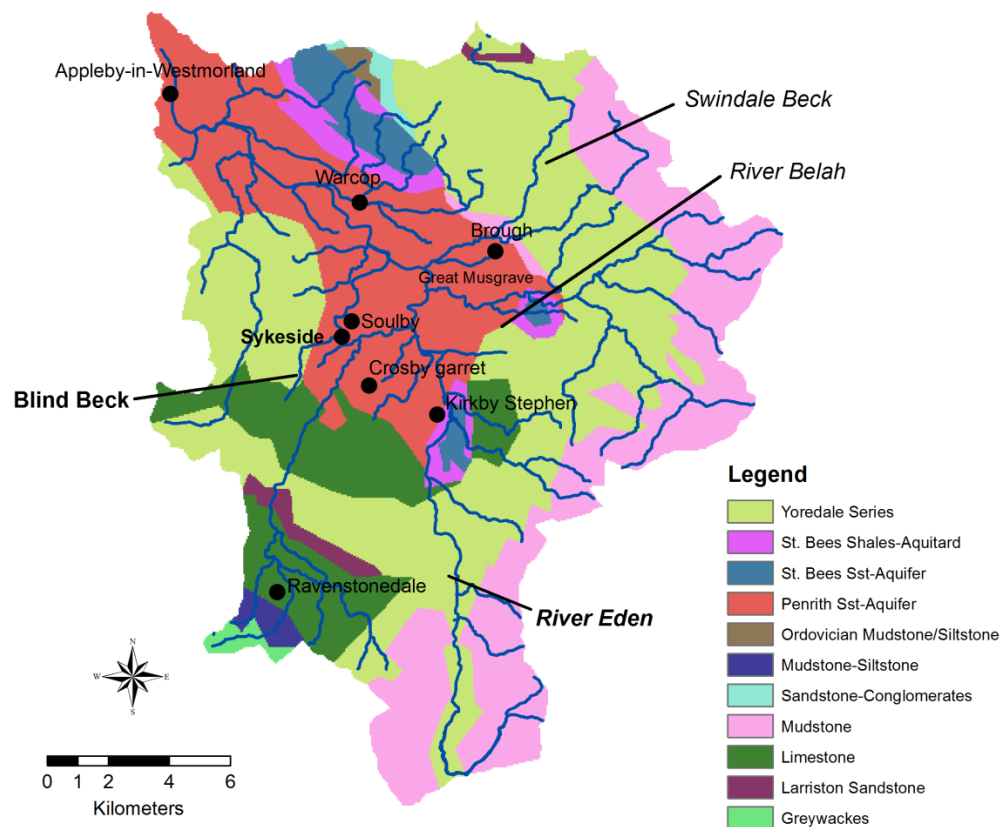 Appleby-in-Westmorland
Swindale Beck
River Belah
Warcop
Brough
Great Musgrave
Soulby
Sykeside
Crosby garret
Blind Beck
Kirkby Stephen
Ravenstonedale
River Eden
N
W E
S
0 1 2 4 6
Kilometers
Legend
Yoredale Series
St. Bees Shales-Aquitard
St. Bees Sst-Aquifer
Penrith Sst-Aquifer
Ordovician Mudstone/Siltstone
Mudstone-Siltstone
Sandstone-Conglomerates
Mudstone
Limestone
Larriston Sandstone
Greywackes